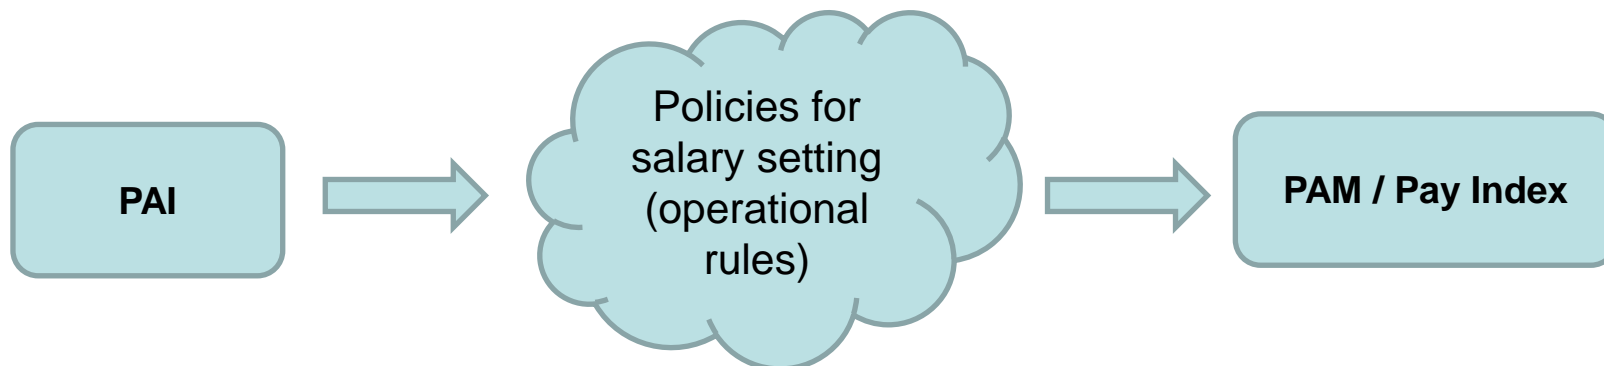 PAI
Policies for
salary setting
(operational
rules)
PAM / Pay Index